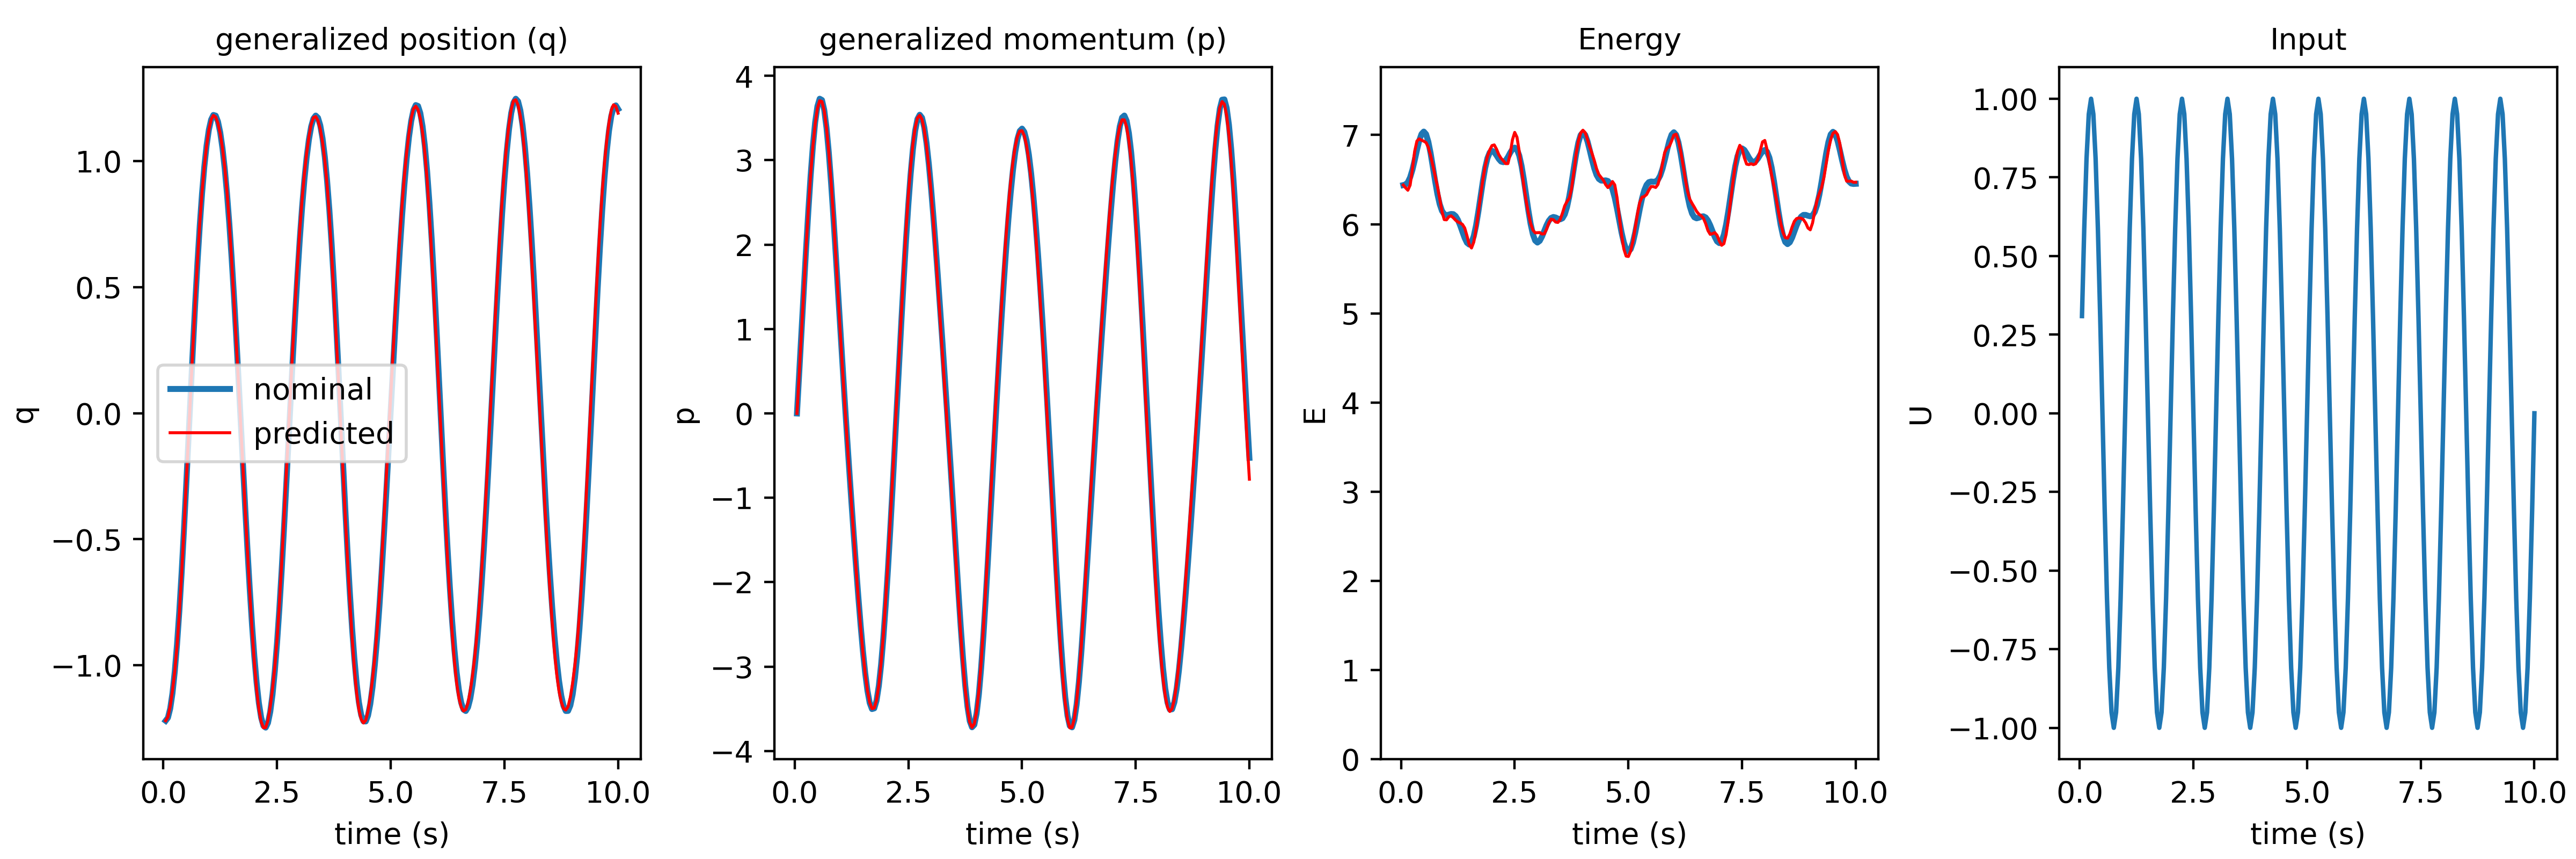 generalized position (q)
1.0
0.5
0.0
−0.5
−1.0
q
nominal
predicted
0.0 2.5 5.0 7.5 10.0
time (s)
generalized momentum (p)
4
3
2
1
0
−1
−2
−3
−4
p
0.0 2.5 5.0 7.5 10.0
time (s)
Energy
7
6
5
4
3
2
1
0
E
0.0 2.5 5.0 7.5 10.0
time (s)
Input
1.00
0.75
0.50
0.25
0.00
−0.25
−0.50
−0.75
−1.00
U
0.0 2.5 5.0 7.5 10.0
time (s)